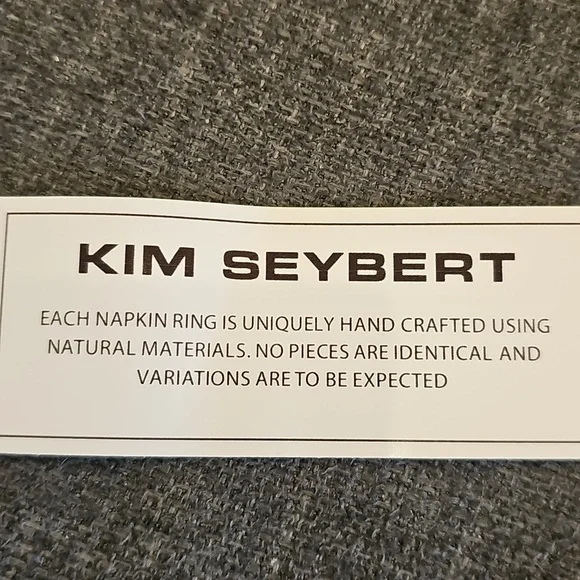 KIM SEYBERT
EACH NAPKIN RING IS UNIQUELY HAND CRAFTED USING
NATURAL MATERIALS. NO PIECES ARE IDENTICAL AND
VARIATIONS ARE TO BE EXPECTED